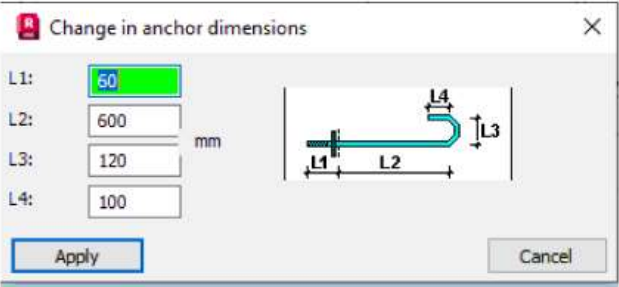 Change in anchor dimensions
L1: 60
L2: 600
L3: 120
L4: 100
mm
L4
L3
L1 L2
Apply Cancel